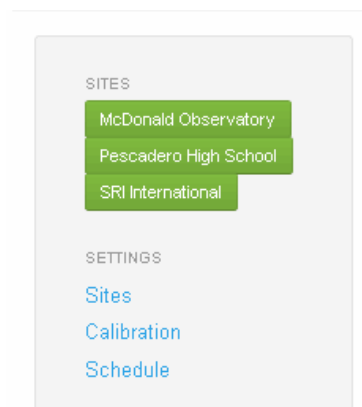 SITES
McDonald Observatory
Pescadero High School
SRI International
SETTINGS
Sites
Calibration
Schedule